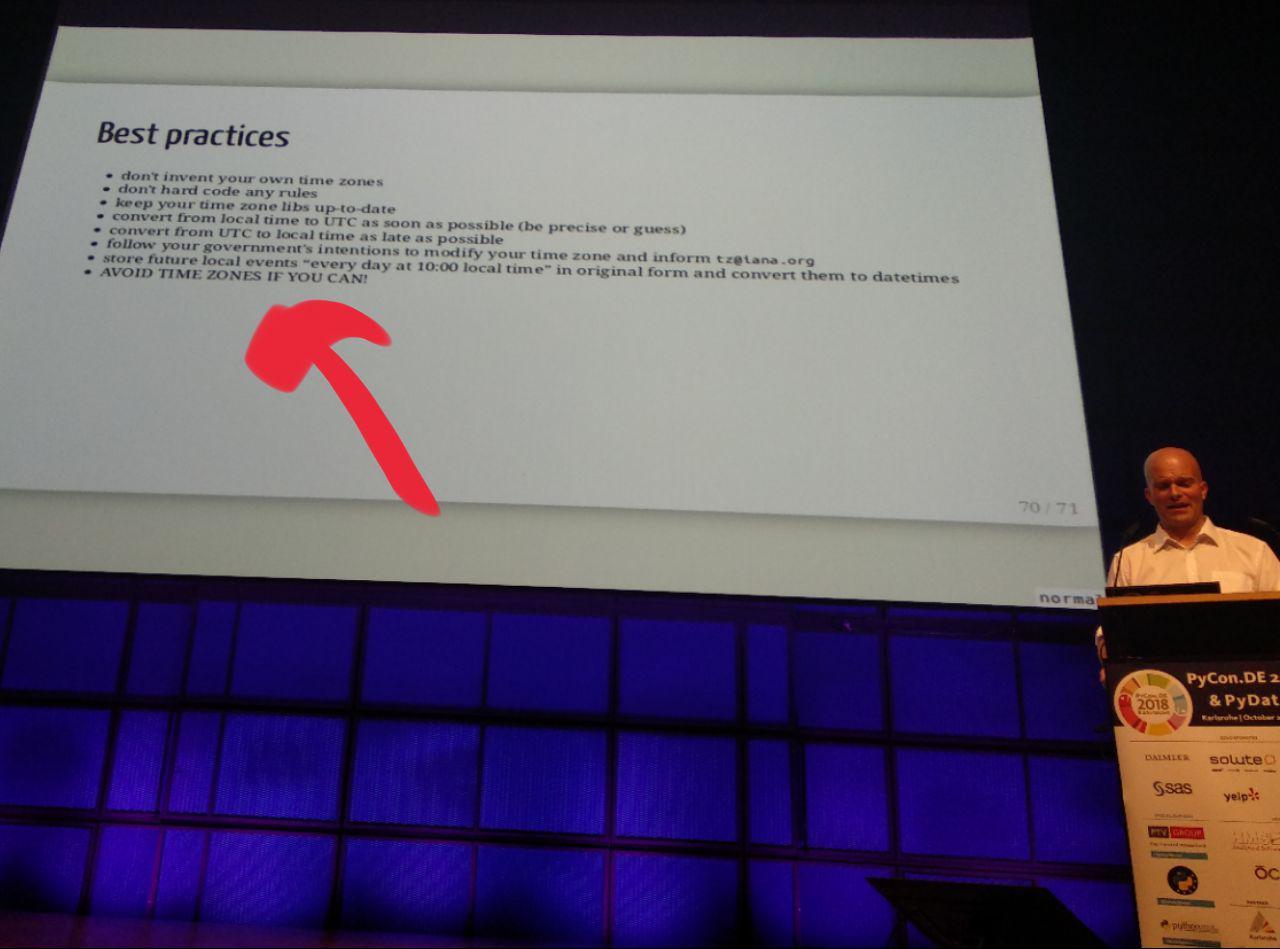 Best practices
• don't invent your own time zones
• don't hard code any rules
• keep your time zone libs up-to-date
• convert from local time to UTC as soon as possible (be precise or guess)
• convert from UTC to local time as late as possible
• follow your government's intentions to modify your time zone and inform tz@iana.org
• store future local events "every day at 10:00 local time" in original form and convert them to datetimes
• AVOID TIME ZONES IF YOU CAN!
70 / 71
norma
PyCon.DE 2
& PyDat
Karlsruhe | October
PyCon.DE
2018
DAIMLER
solute
sas
yelp
PTV GROUP
python
Karlsruhe